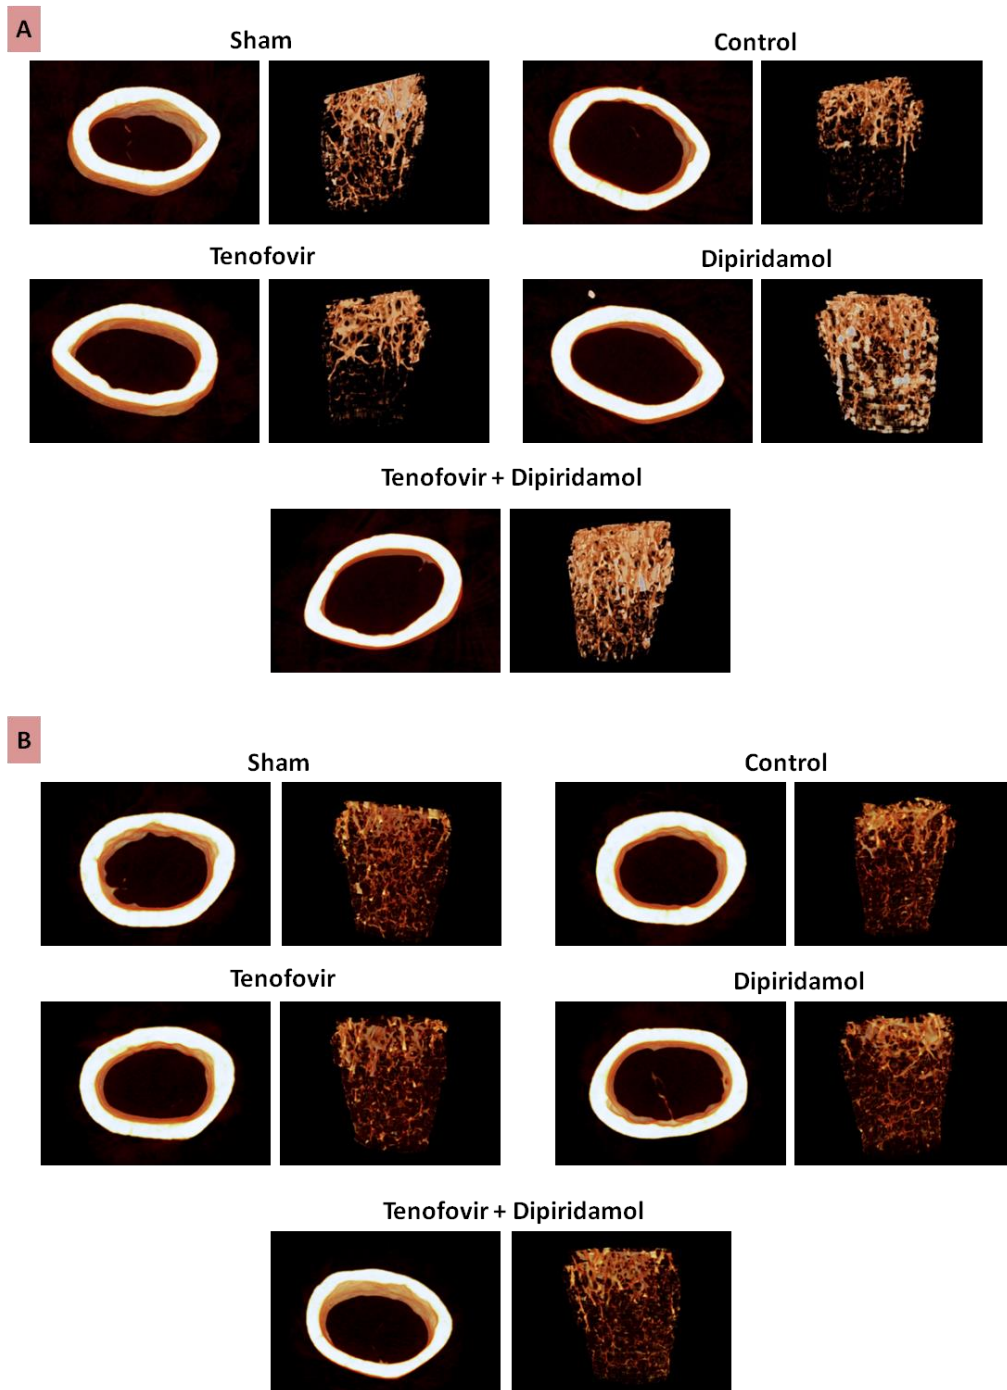 A
Sham
Control
Tenofovir
Dipiridamol
Tenofovir + Dipiridamol
B
Sham
Control
Tenofovir
Dipiridamol
Tenofovir + Dipiridamol